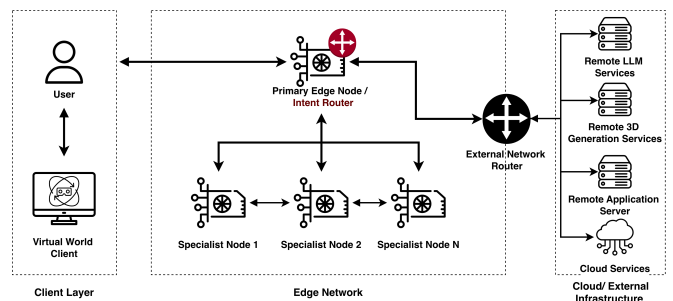 User
Virtual World
Client
Client Layer
Primary Edge Node /
Intent Router
Specialist Node 1
Specialist Node 2
Specialist Node N
Edge Network
External Network
Router
Remote LLM
Services
Remote 3D
Generation Services
Remote Application
Server
Cloud Services
Cloud/ External
Infrastructure